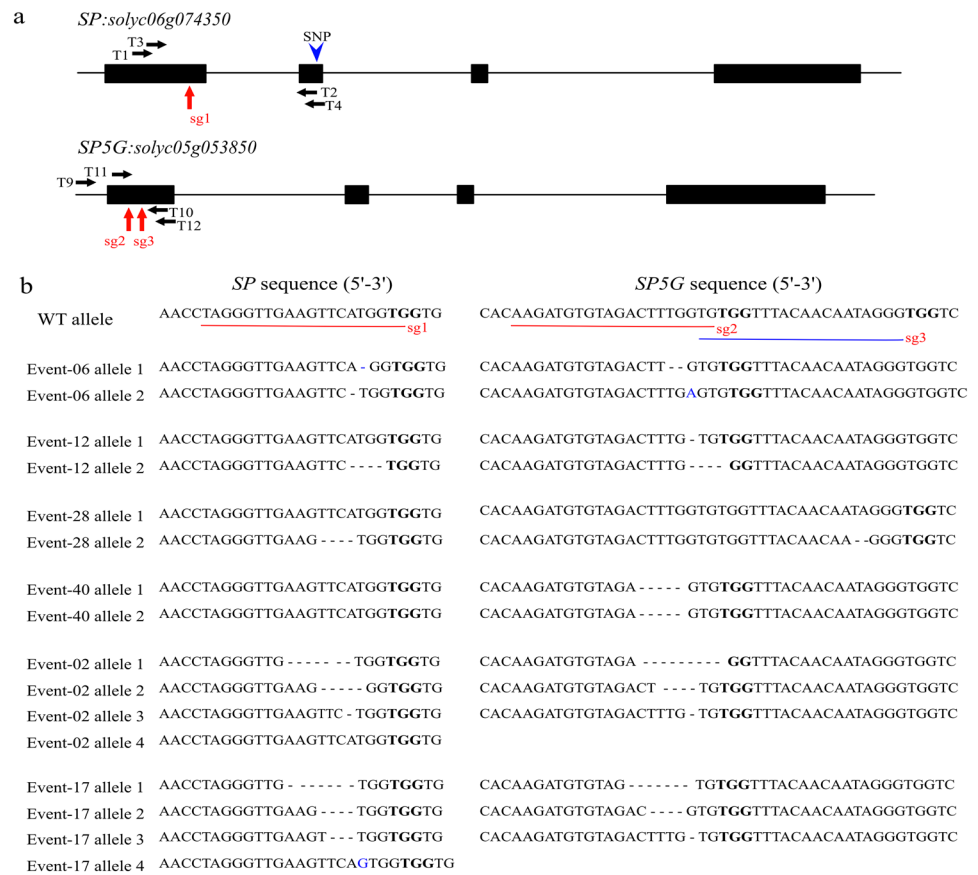 a
SP:solyc06g074350
SNP
T3
T1
T2
T4
sg1
SP5G:solyc05g053850
T11
T9
T10
T12
sg2 sg3
b
SP sequence (5'-3') SP5G sequence (5'-3')
WT allele AACCTAGGGTTGAAGTTCATGGTGGTG CACAAGATGTGTAGACTTTGGTGTGGTTTACAACAATAGGGTGGTC
sg1 sg2
sg3
Event-06 allele 1 AACCTAGGGTTGAAGTTCA-GGTGGTG CACAAGATGTGTAGACTT--GTGTGGTTTACAACAATAGGGTGGTC
Event-06 allele 2 AACCTAGGGTTGAAGTTC-TGGTGGTG CACAAGATGTGTAGACTTTGAGTGTGGTTTACAACAATAGGGTGGTC
Event-12 allele 1 AACCTAGGGTTGAAGTTCATGGTGGTG CACAAGATGTGTAGACTTTG-TGTGGTTTACAACAATAGGGTGGTC
Event-12 allele 2 AACCTAGGGTTGAAGTTC----TGGTG CACAAGATGTGTAGACTTTG----GGTTTACAACAATAGGGTGGTC
Event-28 allele 1 AACCTAGGGTTGAAGTTCATGGTGGTG CACAAGATGTGTAGACTTTGGTGTGGTTTACAACAATAGGGTGGTC
Event-28 allele 2 AACCTAGGGTTGAAG----TGGTGGTG CACAAGATGTGTAGACTTTGGTGTGGTTTACAACAA--GGGTGGTC
Event-40 allele 1 AACCTAGGGTTGAAGTTCATGGTGGTG CACAAGATGTGTAGA-----GTGTGGTTTACAACAATAGGGTGGTC
Event-40 allele 2 AACCTAGGGTTGAAGTTCATGGTGGTG CACAAGATGTGTAGA-----GTGTGGTTTACAACAATAGGGTGGTC
Event-02 allele 1 AACCTAGGGTTG-------TGGTGGTG CACAAGATGTGTAGA---------GGTTTACAACAATAGGGTGGTC
Event-02 allele 2 AACCTAGGGTTGAAG-----GGTGGTG CACAAGATGTGTAGACT----TGTGGTTTACAACAATAGGGTGGTC
Event-02 allele 3 AACCTAGGGTTGAAGTTC-TGGTGGTG CACAAGATGTGTAGACTTTG-TGTGGTTTACAACAATAGGGTGGTC
Event-02 allele 4 AACCTAGGGTTGAAGTTCATGGTGGTG
Event-17 allele 1 AACCTAGGGTTG-------TGGTGGTG CACAAGATGTGTAG-------TGTGGTTTACAACAATAGGGTGGTC
Event-17 allele 2 AACCTAGGGTTGAAG----TGGTGGTG CACAAGATGTGTAGAC----GTGTGGTTTACAACAATAGGGTGGTC
Event-17 allele 3 AACCTAGGGTTGAAGT---TGGTGGTG CACAAGATGTGTAGACTTTG-TGTGGTTTACAACAATAGGGTGGTC
Event-17 allele 4 AACCTAGGGTTGAAGTTCAGTGGTGGTG